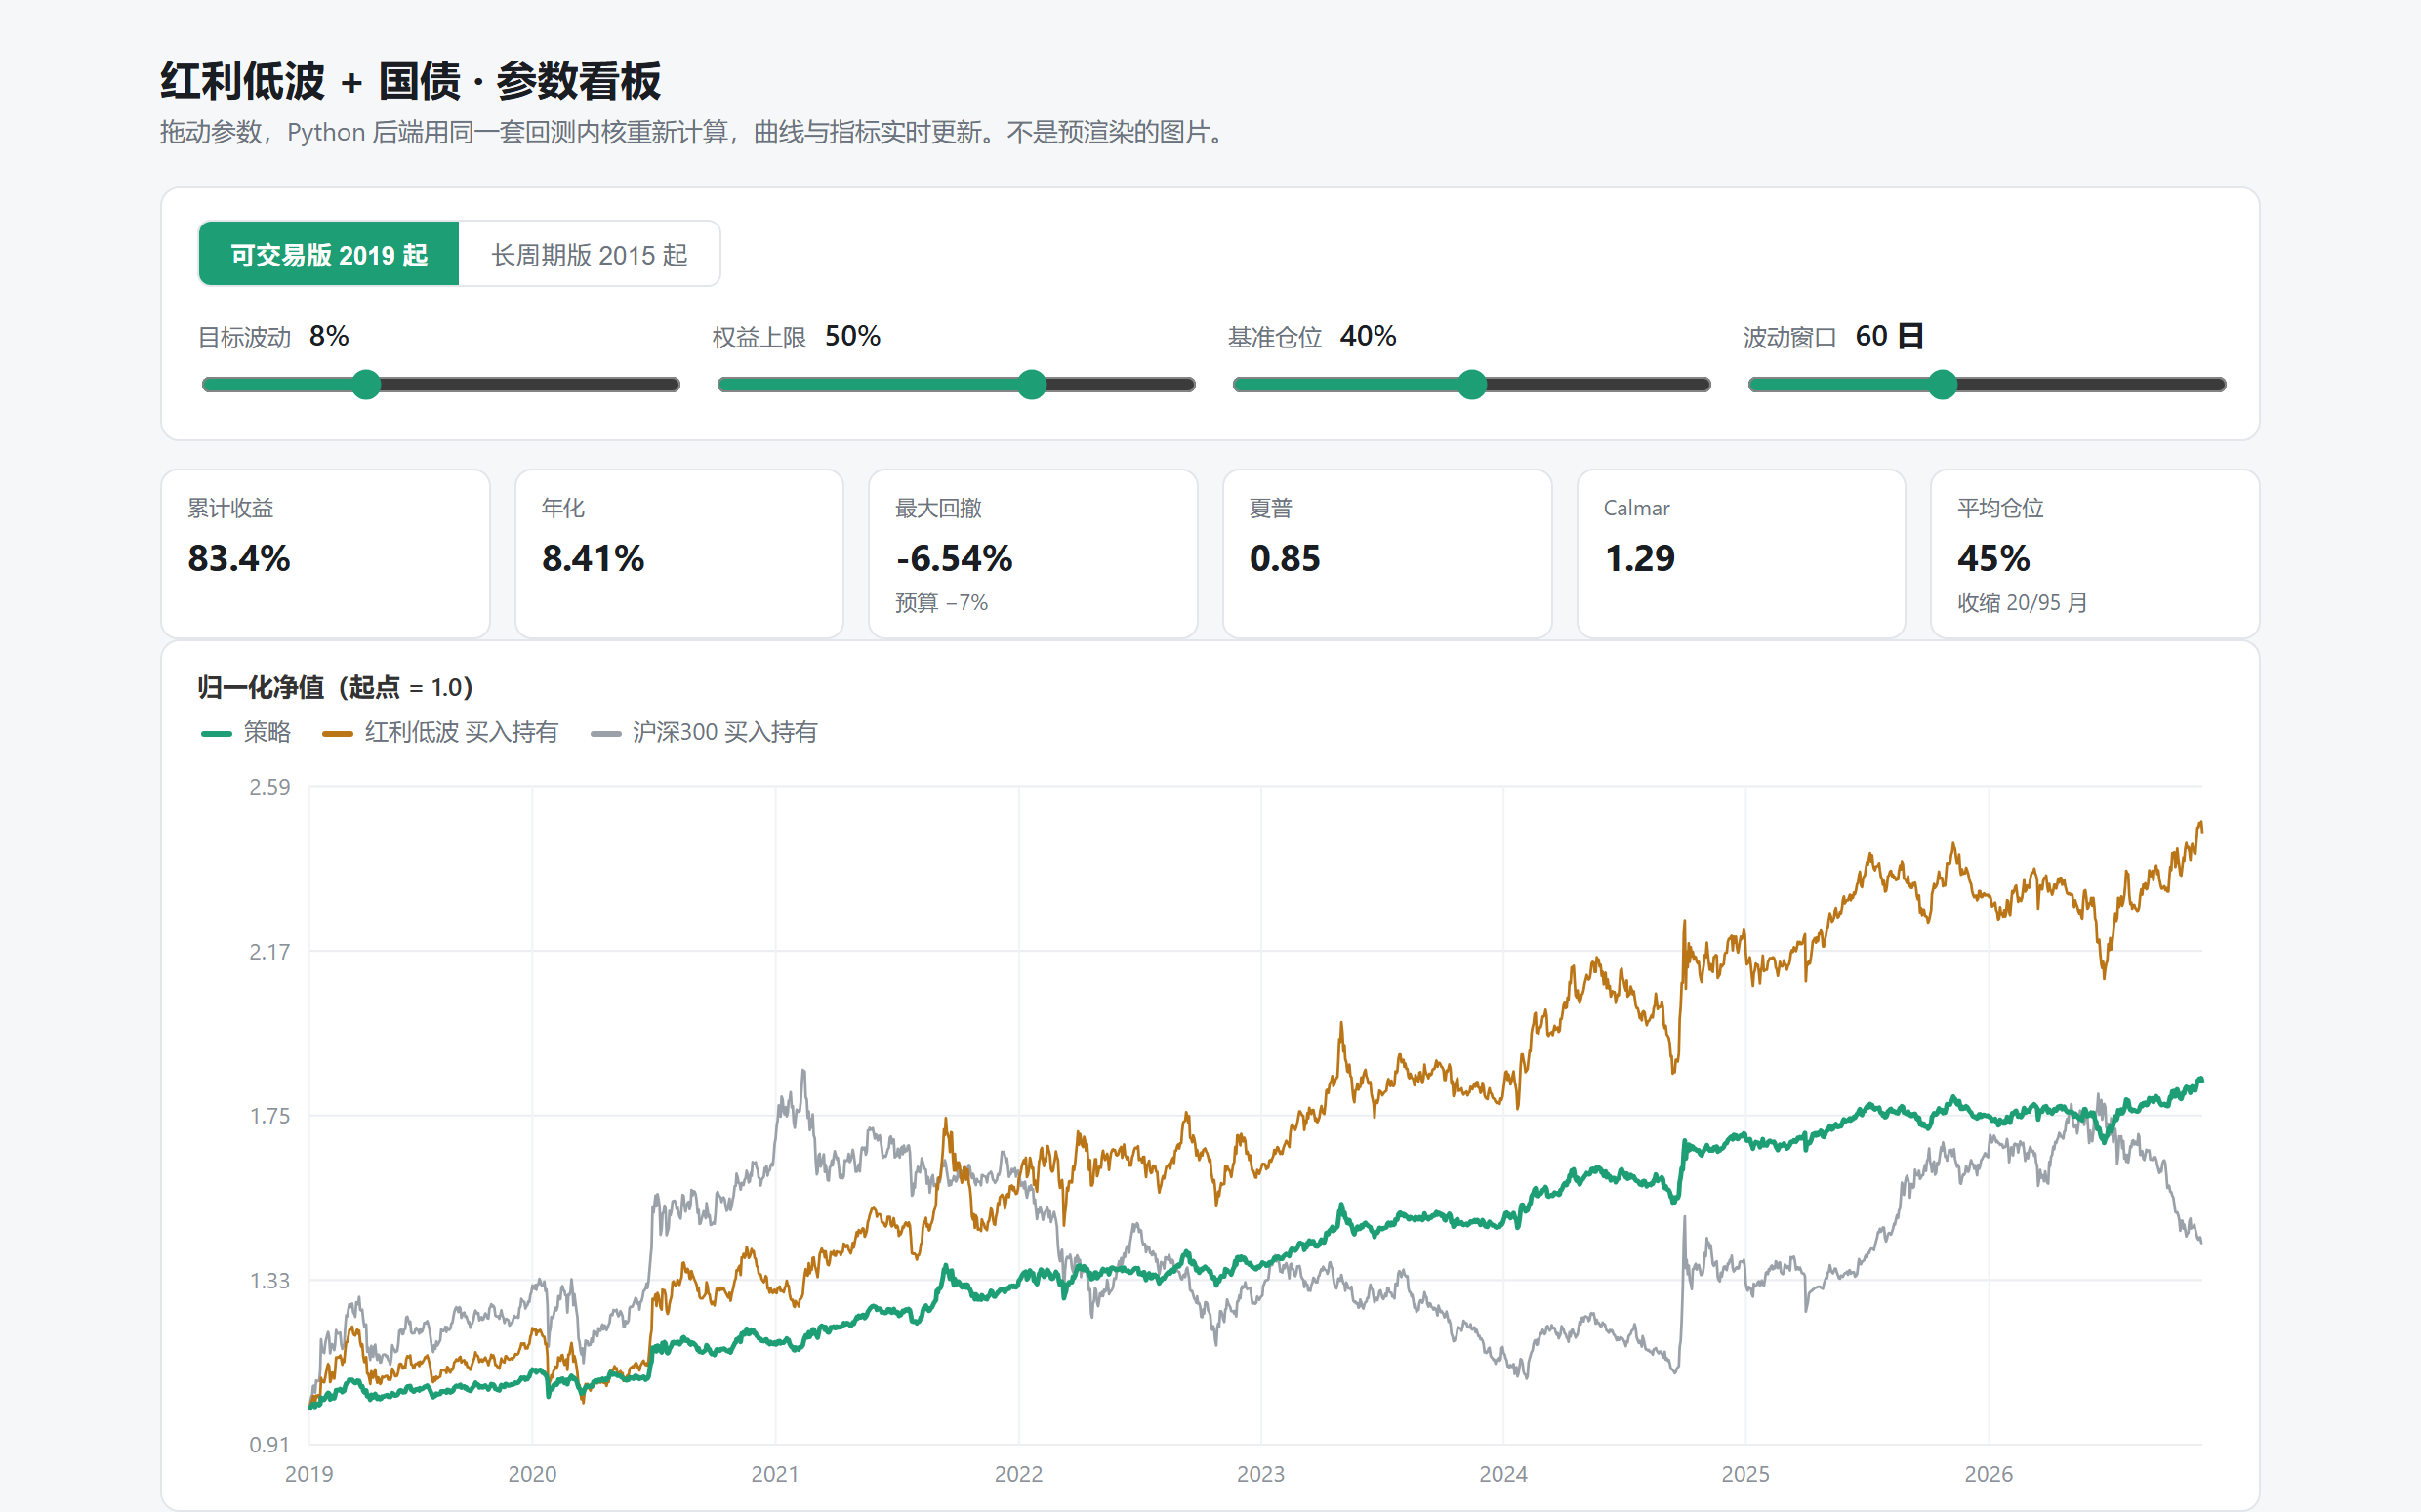 红利低波 + 国债 · 参数看板
拖动参数，Python 后端用同一套回测内核重新计算，曲线与指标实时更新。不是预渲染的图片。
可交易版 2019 起 长周期版 2015 起
目标波动 8% 权益上限 50% 基准仓位 40% 波动窗口 60 日
累计收益 年化 最大回撤 夏普 Calmar 平均仓位
83.4% 8.41% -6.54% 0.85 1.29 45%
预算 −7% 收缩 20/95 月
归一化净值（起点 = 1.0）
策略 红利低波 买入持有 沪深300 买入持有
2.59
2.17
1.75
1.33
0.91
2019 2020 2021 2022 2023 2024 2025 2026